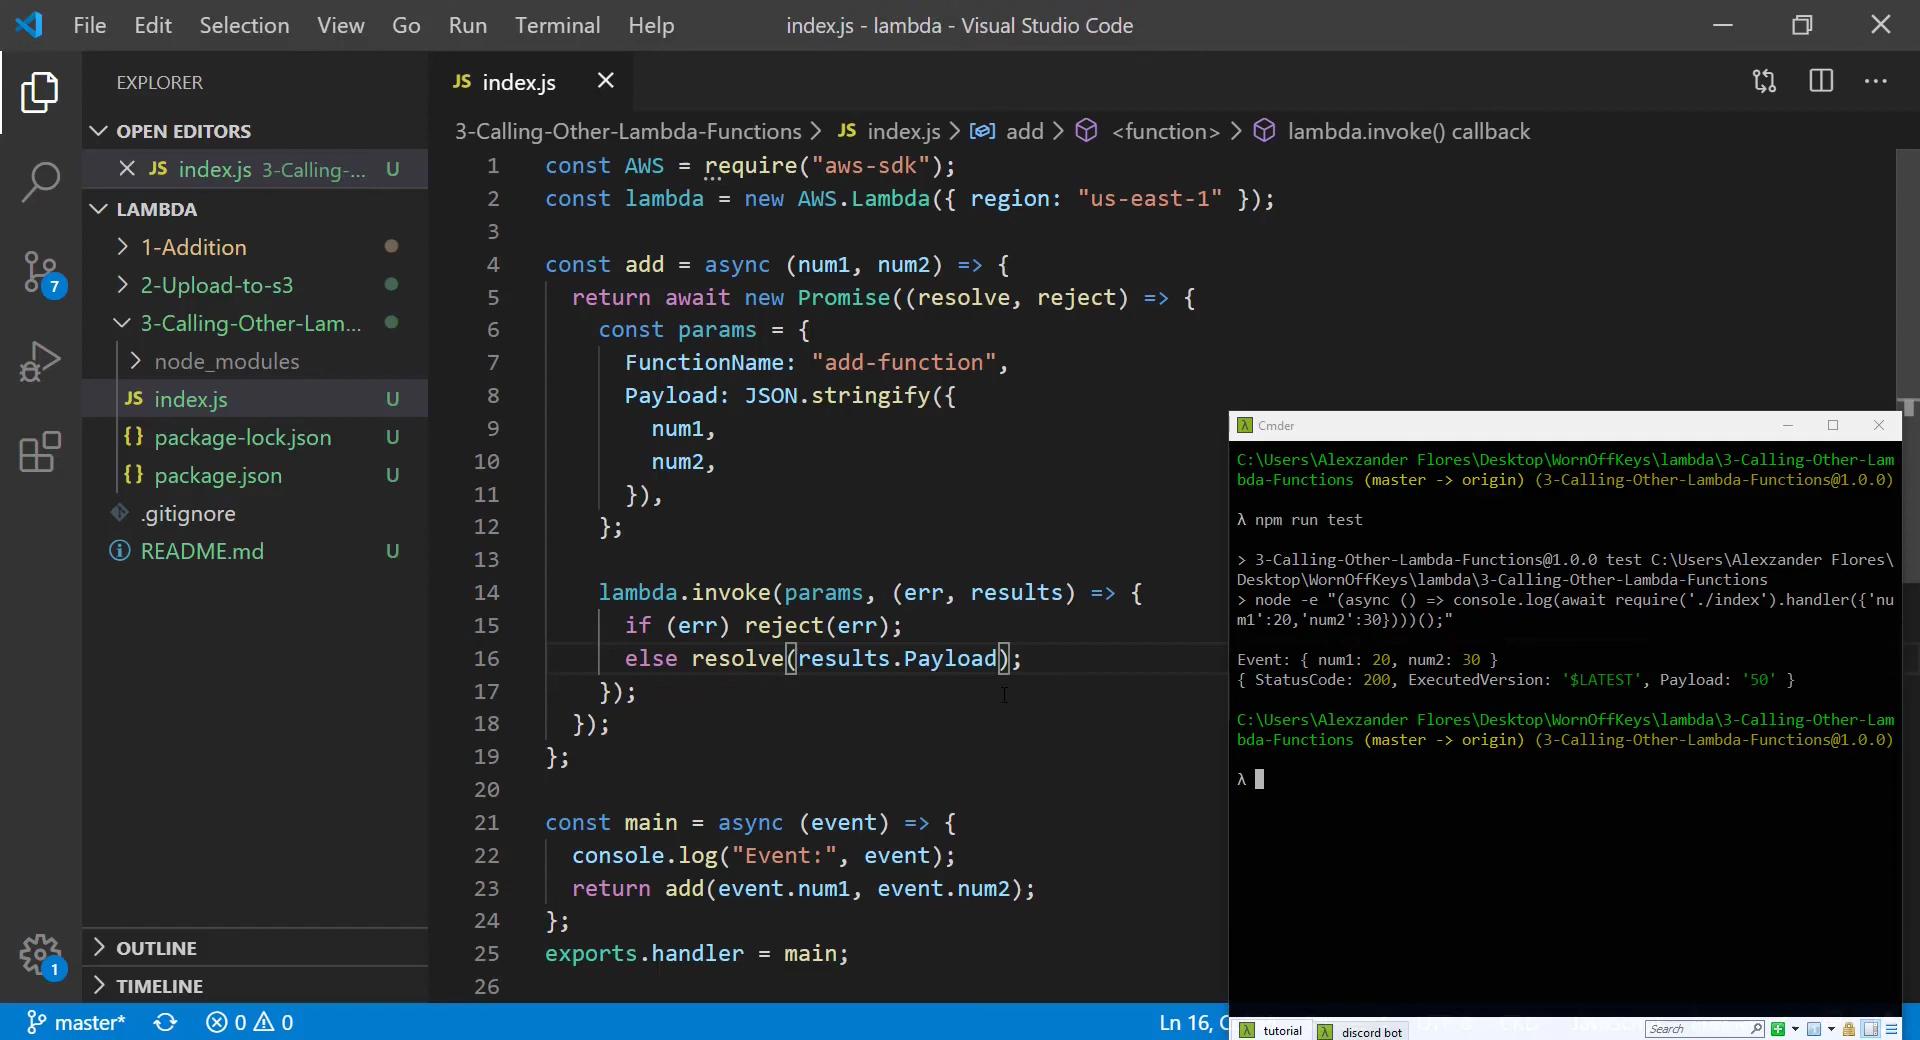 File Edit Selection View Go Run Terminal Help index.js - lambda - Visual Studio Code
EXPLORER
OPEN EDITORS
JS index.js 3-Calling-... U
LAMBDA
1-Addition
2-Upload-to-s3
3-Calling-Other-Lam...
node_modules
JS index.js U
{} package-lock.json U
{} package.json U
.gitignore
README.md U
OUTLINE
TIMELINE
7
1
JS index.js
3-Calling-Other-Lambda-Functions > JS index.js > add > <function> > lambda.invoke() callback
1 const AWS = require("aws-sdk");
2 const lambda = new AWS.Lambda({ region: "us-east-1" });
3
4 const add = async (num1, num2) => {
5 return await new Promise((resolve, reject) => {
6 const params = {
7 FunctionName: "add-function",
8 Payload: JSON.stringify({
9 num1,
10 num2,
11 }),
12 };
13
14 lambda.invoke(params, (err, results) => {
15 if (err) reject(err);
16 else resolve(results.Payload);
17 });
18 });
19 };
20
21 const main = async (event) => {
22 console.log("Event:", event);
23 return add(event.num1, event.num2);
24 };
25 exports.handler = main;
26
Cmder
C:\Users\Alexzander Flores\Desktop\WornOffKeys\lambda\3-Calling-Other-Lam
bda-Functions (master -> origin) (3-Calling-Other-Lambda-Functions@1.0.0)
λ npm run test
> 3-Calling-Other-Lambda-Functions@1.0.0 test C:\Users\Alexzander Flores\
Desktop\WornOffKeys\lambda\3-Calling-Other-Lambda-Functions
> node -e "(async () => console.log(await require('./index').handler({'nu
m1':20,'num2':30})))();"
Event: { num1: 20, num2: 30 }
{ StatusCode: 200, ExecutedVersion: '$LATEST', Payload: '50' }
C:\Users\Alexzander Flores\Desktop\WornOffKeys\lambda\3-Calling-Other-Lam
bda-Functions (master -> origin) (3-Calling-Other-Lambda-Functions@1.0.0)
λ
tutorial discord bot Search
master* 0 0 Ln 16,